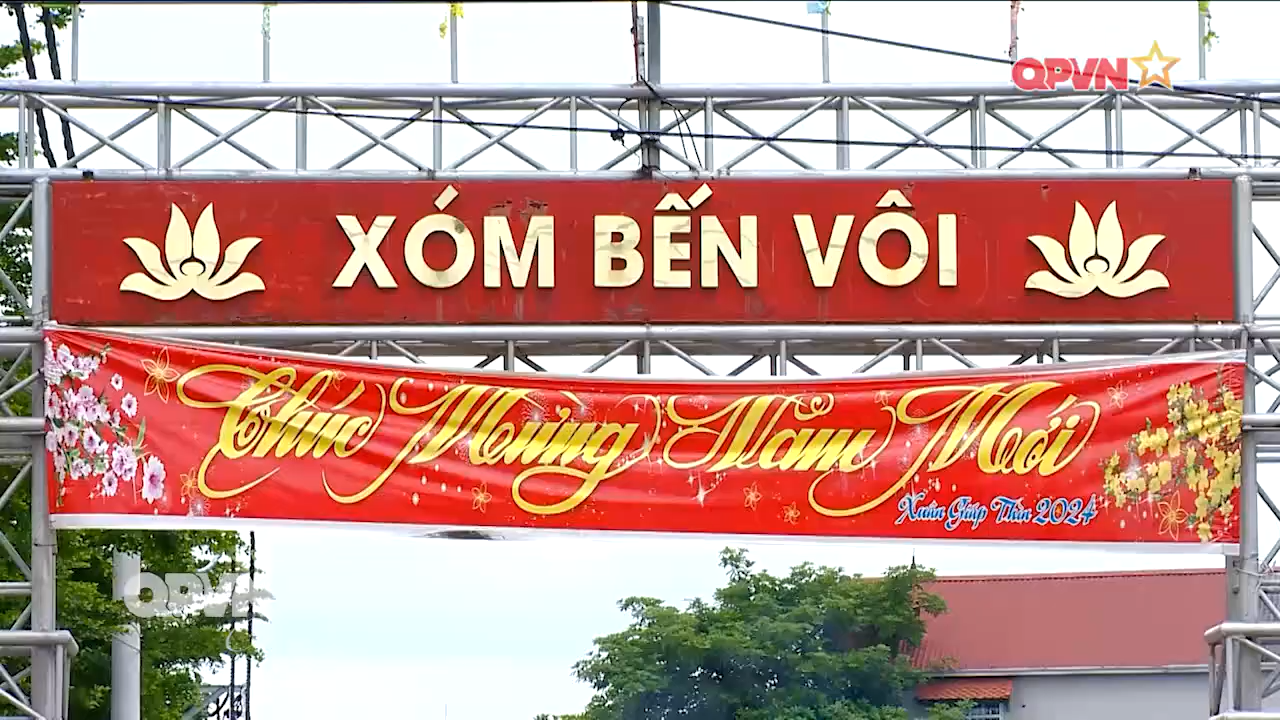 QPVN
XÓM BẾN VÔI
Chúc Mừng Năm Mới
Xuân Giáp Thìn 2024
QPVN